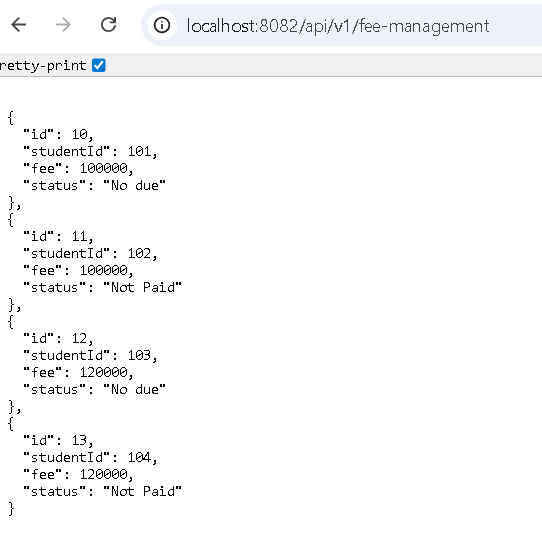 localhost:8082/api/v1/fee-management
retty-print
{
"id": 10,
"studentId": 101,
"fee": 100000,
"status": "No due"
},
{
"id": 11,
"studentId": 102,
"fee": 100000,
"status": "Not Paid"
},
{
"id": 12,
"studentId": 103,
"fee": 120000,
"status": "No due"
},
{
"id": 13,
"studentId": 104,
"fee": 120000,
"status": "Not Paid"
}